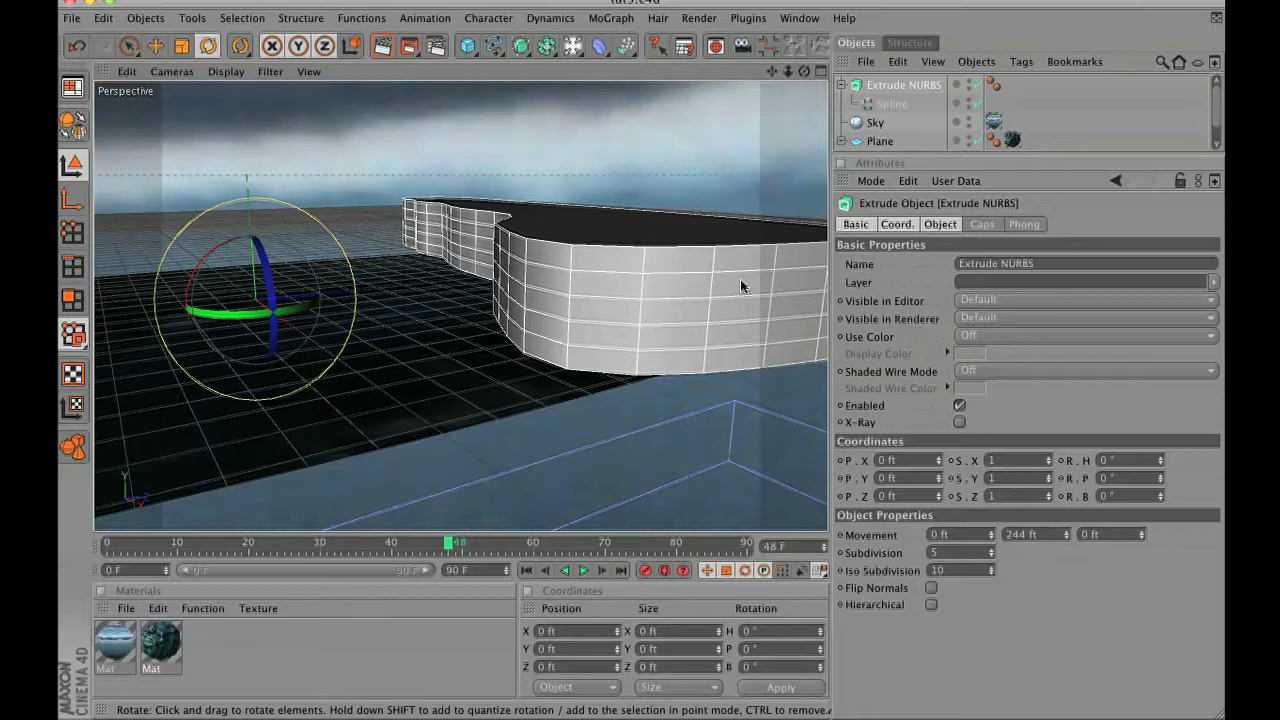 File Edit Objects Tools Selection Structure Functions Animation Character Dynamics MoGraph Hair Render Plugins Window Help
X Y Z
Objects Structure
Edit Cameras Display Filter View
File Edit View Objects Tags Bookmarks
Perspective
Extrude NURBS
Spline
Sky
Plane
Attributes
Mode Edit User Data
Extrude Object [Extrude NURBS]
Basic Coord. Object Caps Phong
Basic Properties
Name Extrude NURBS
Layer
Visible in Editor Default
Visible in Renderer Default
Use Color Off
Display Color
Shaded Wire Mode Off
Shaded Wire Color
Enabled
X-Ray
Coordinates
P . X 0 ft S . X 1 R . H 0 °
P . Y 0 ft S . Y 1 R . P 0 °
P . Z 0 ft S . Z 1 R . B 0 °
Object Properties
Movement 0 ft 244 ft 0 ft
Subdivision 5
Iso Subdivision 10
Flip Normals
Hierarchical
Y
0 10 20 30 40 48 60 70 80 90 48 F
0 F 0 F 90 F 90 F
Materials
File Edit Function Texture
Mat Mat
Coordinates
Position Size Rotation
X 0 ft X 0 ft H 0 °
Y 0 ft Y 0 ft P 0 °
Z 0 ft Z 0 ft B 0 °
Object Size Apply
MAXON
CINEMA 4D
Rotate: Click and drag to rotate elements. Hold down SHIFT to add to quantize rotation / add to the selection in point mode, CTRL to remove.